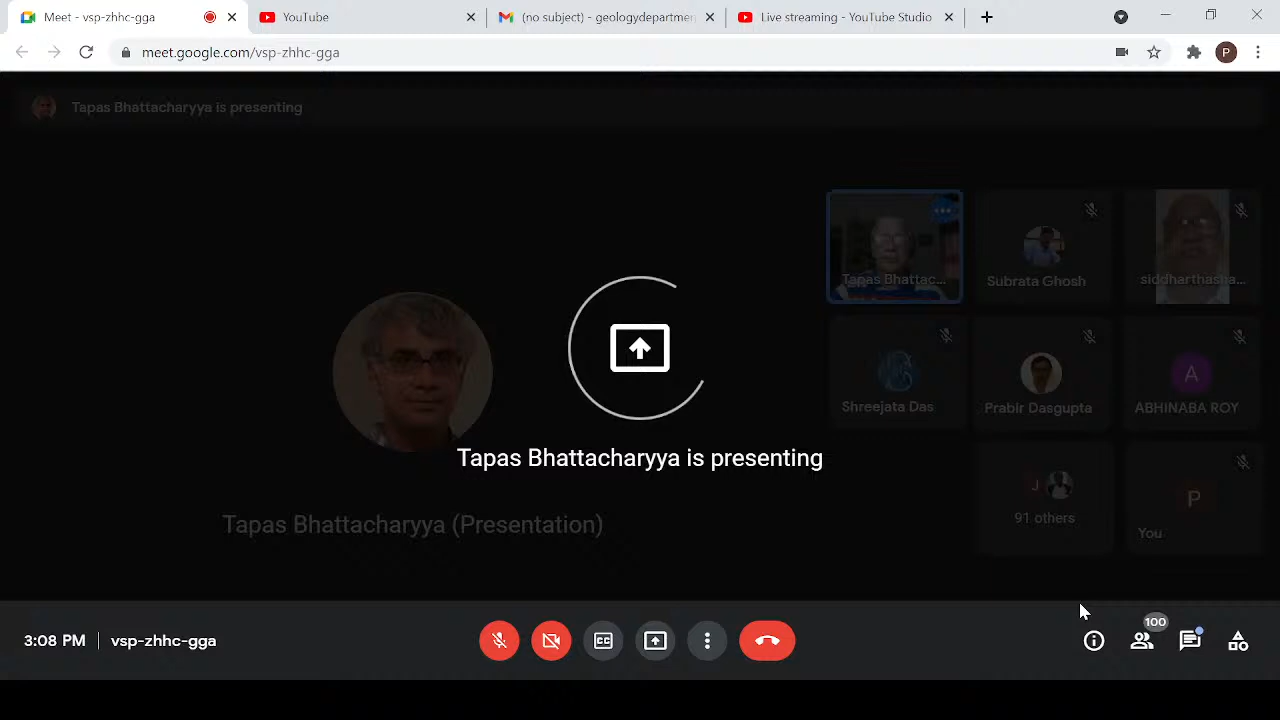 Meet - vsp-zhhc-gga
YouTube
(no subject) - geologydepartmen
Live streaming - YouTube Studio
meet.google.com/vsp-zhhc-gga
P
Tapas Bhattacharyya is presenting
Tapas Bhattac...
Subrata Ghosh
siddharthasha...
Shreejata Das
Prabir Dasgupta
A
ABHINABA ROY
Tapas Bhattacharyya is presenting
Tapas Bhattacharyya (Presentation)
J
91 others
P
You
3:08 PM
vsp-zhhc-gga
CC
100